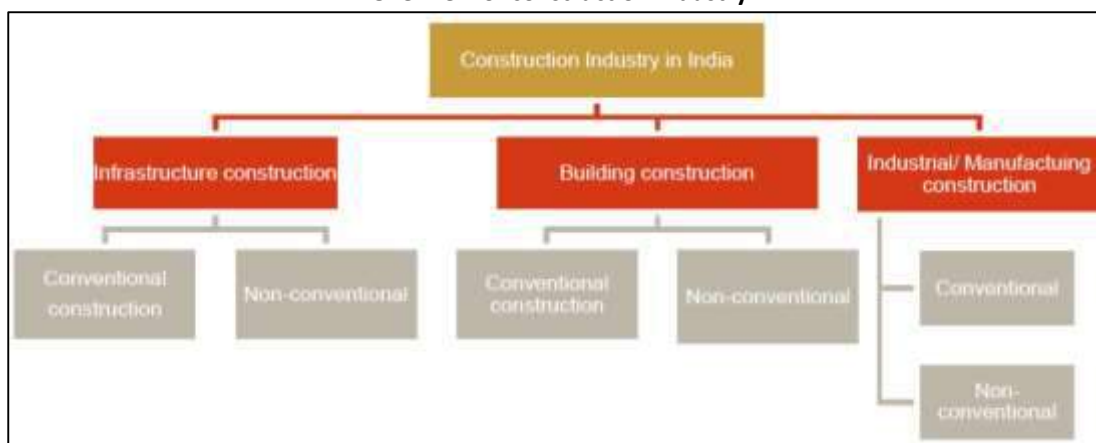 Construction Industry in India
Infrastructure construction
Building construction
Industrial/ Manufactuing
construction
Conventional
construction
Non-conventional
Conventional
construction
Non-conventional
Conventional
Non-
conventional